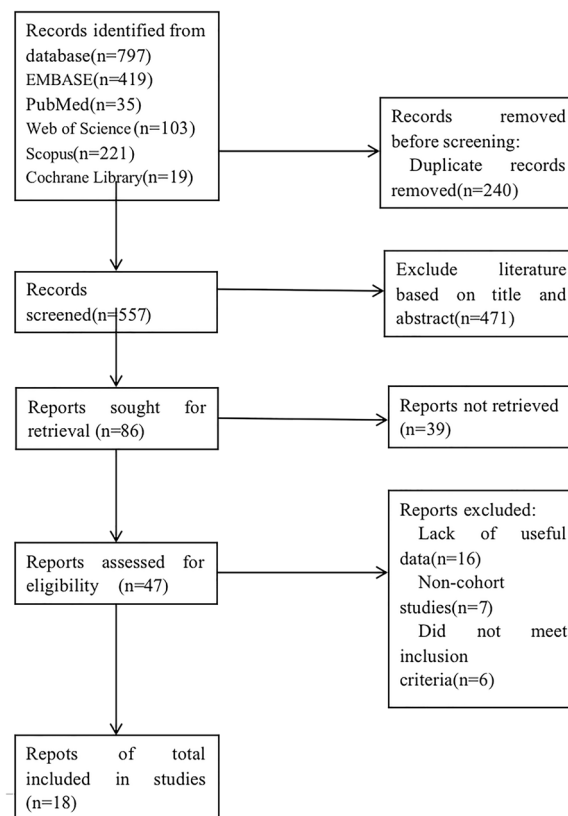 Records identified from
database(n=797)
EMBASE(n=419)
PubMed(n=35)
Web of Science(n=103)
Scopus(n=221)
Cochrane Library(n=19)
Records removed
before screening:
Duplicate records
removed(n=240)
Records
screened(n=557)
Exclude literature
based on title and
abstract(n=471)
Reports sought for
retrieval (n=86)
Reports not retrieved
(n=39)
Reports assessed for
eligibility (n=47)
Reports excluded:
Lack of useful
data(n=16)
Non-cohort
studies(n=7)
Did not meet
inclusion
criteria(n=6)
Repots of total
included in studies
(n=18)